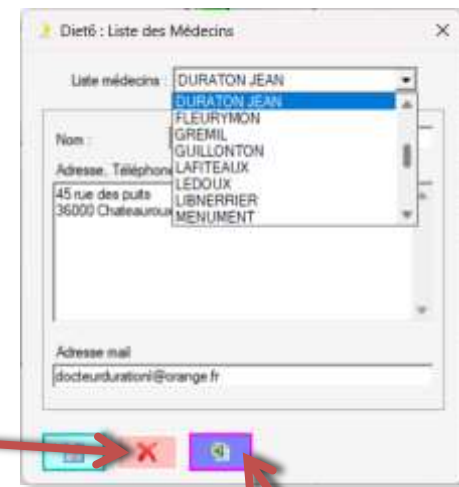 Diet6 : Liste des Médecins
Liste médecins : DURATON JEAN
DURATON JEAN
FLEURYMON
GREMIL
GUILLONTON
LAFITEAUX
LEDOUX
LIBNERRIER
MENUMENT
Nom :
Adresse, Téléphone
45 rue des puits
36000 Chateauroux
Adresse mail
docteurduration@orange.fr